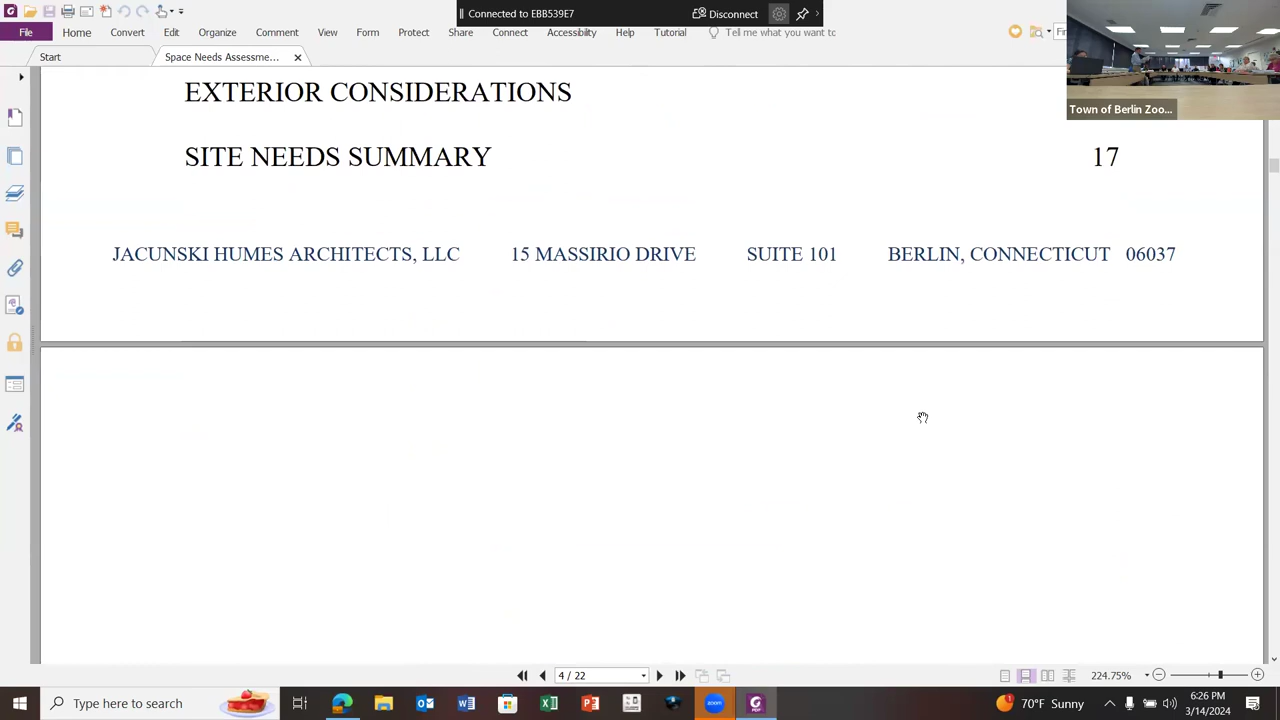 Connected to EBB539E7
Disconnect
File Home Convert Edit Organize Comment View Form Protect Share Connect Accessibility Help Tutorial Tell me what you want to
Start Space Needs Assessme...
Town of Berlin Zoo...
EXTERIOR CONSIDERATIONS
SITE NEEDS SUMMARY 17
JACUNSKI HUMES ARCHITECTS, LLC 15 MASSIRIO DRIVE SUITE 101 BERLIN, CONNECTICUT 06037
4 / 22
224.75%
Type here to search
zoom
1
70°F Sunny
6:26 PM
3/14/2024